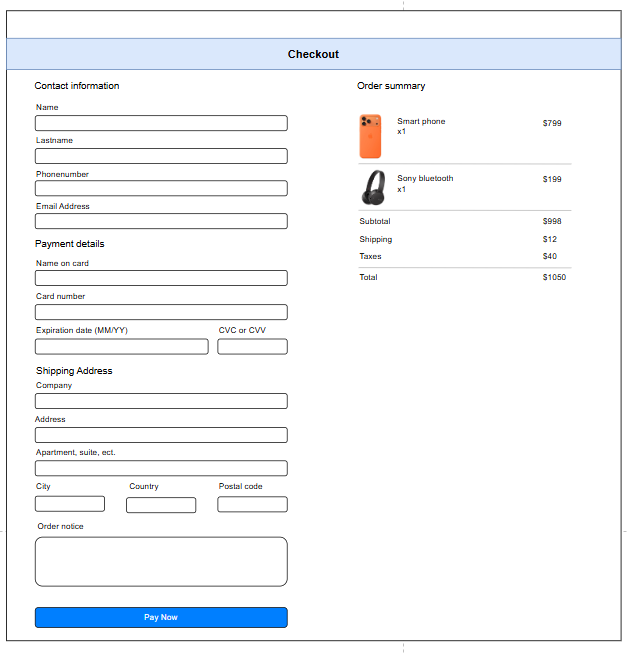 Checkout
Contact information
Name
Lastname
Phonenumber
Email Address
Payment details
Name on card
Card number
Expiration date (MM/YY) CVC or CVV
Shipping Address
Company
Address
Apartment, suite, ect.
City Country Postal code
Order notice
Pay Now
Order summary
Smart phone $799
x1
Sony bluetooth $199
x1
Subtotal $998
Shipping $12
Taxes $40
Total $1050